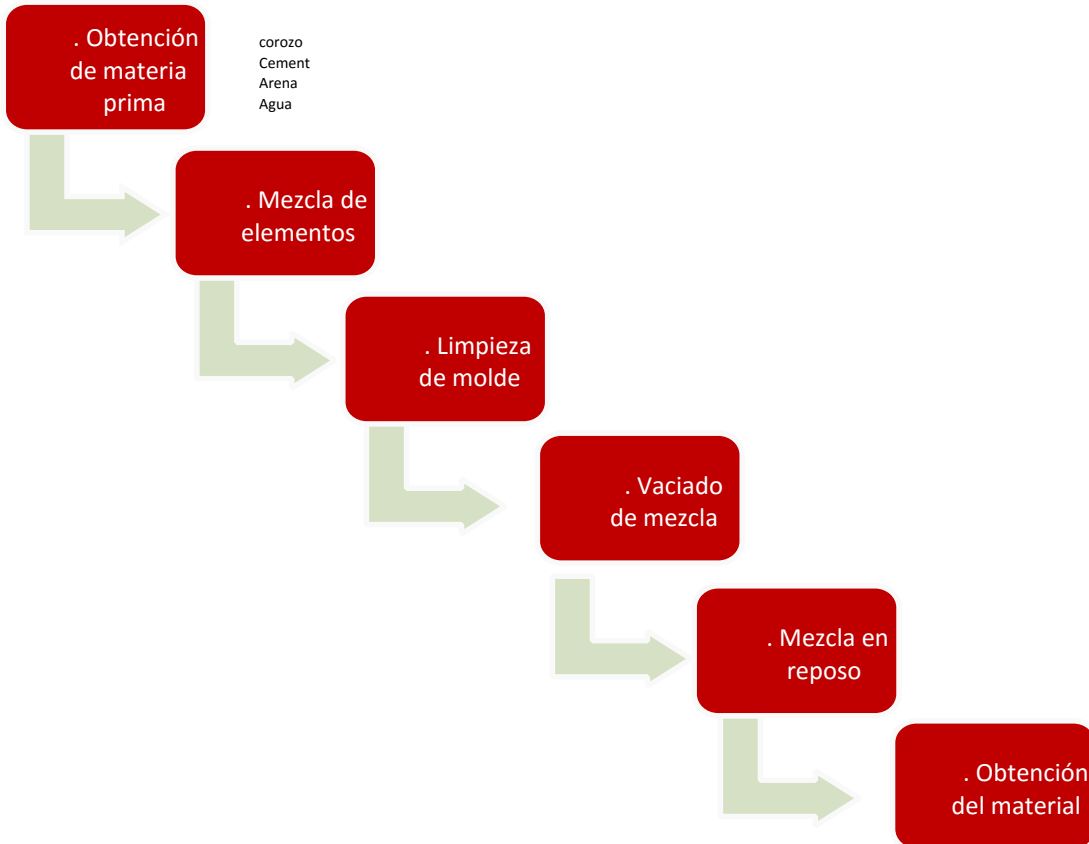 . Obtención
de materia
prima
corozo
Cement
Arena
Agua
. Mezcla de
elementos
. Limpieza
de molde
. Vaciado
de mezcla
. Mezcla en
reposo
. Obtención
del material